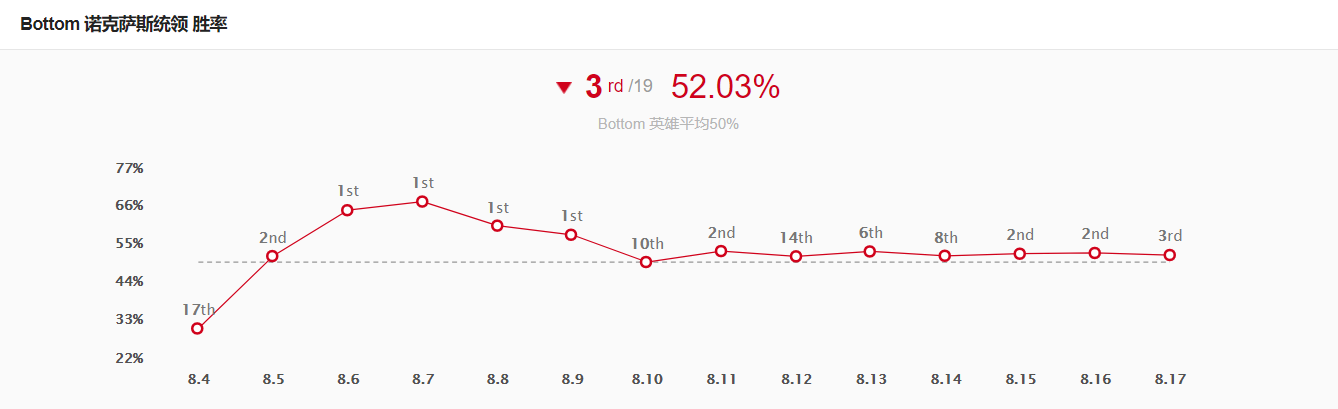 Bottom 诺克萨斯统领 胜率
3 rd /19 52.03%
Bottom 英雄平均50%
77%
66%
55%
44%
33%
22%
17th
2nd
1st
1st
1st
1st
10th
2nd
14th
6th
8th
2nd
2nd
3rd
8.4 8.5 8.6 8.7 8.8 8.9 8.10 8.11 8.12 8.13 8.14 8.15 8.16 8.17